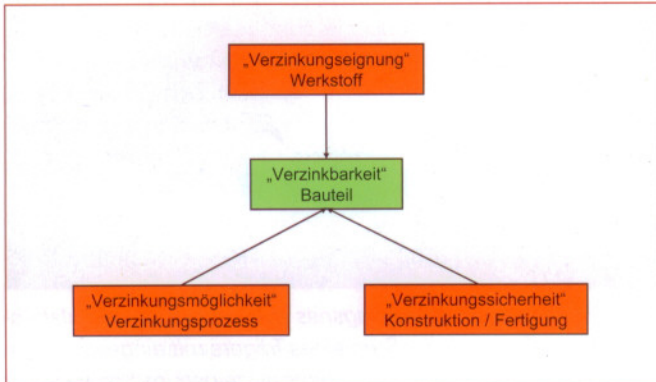 „Verzinkungseignung“
Werkstoff
„Verzinkbarkeit“
Bauteil
„Verzinkungsmöglichkeit“
Verzinkungsprozess
„Verzinkungssicherheit“
Konstruktion / Fertigung